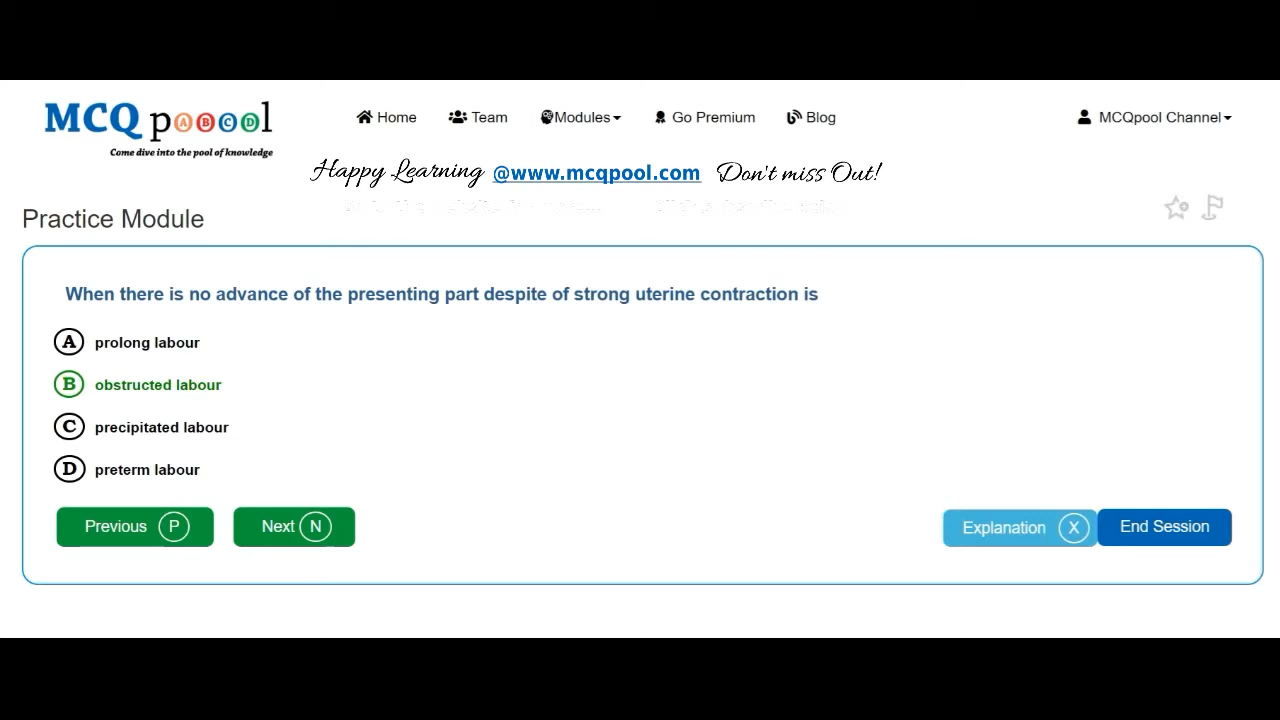 MCQ pooool
Come dive into the pool of knowledge
Home Team Modules Go Premium Blog MCQpool Channel
Happy Learning @www.mcqpool.com Don't miss Out!
Practice Module
When there is no advance of the presenting part despite of strong uterine contraction is
A prolong labour
B obstructed labour
C precipitated labour
D preterm labour
Previous P Next N Explanation X End Session